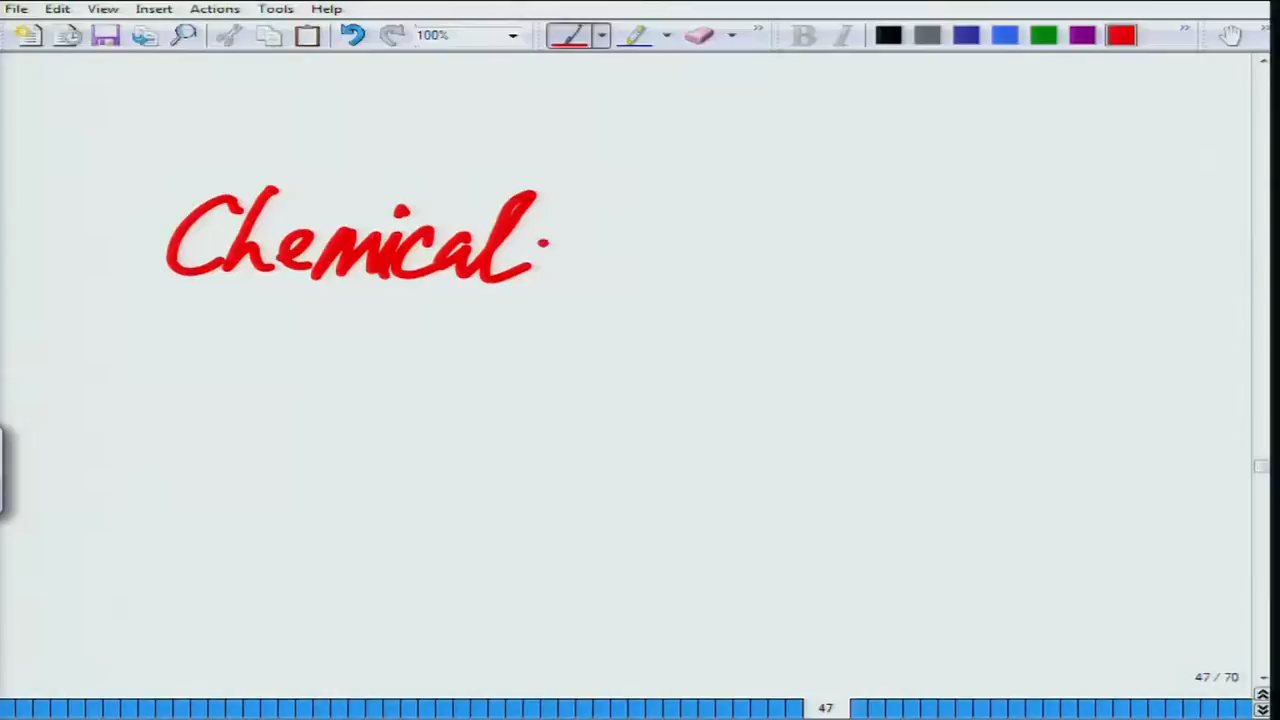 File Edit View Insert Actions Tools Help
100% B I
Chemical
47 / 70
47